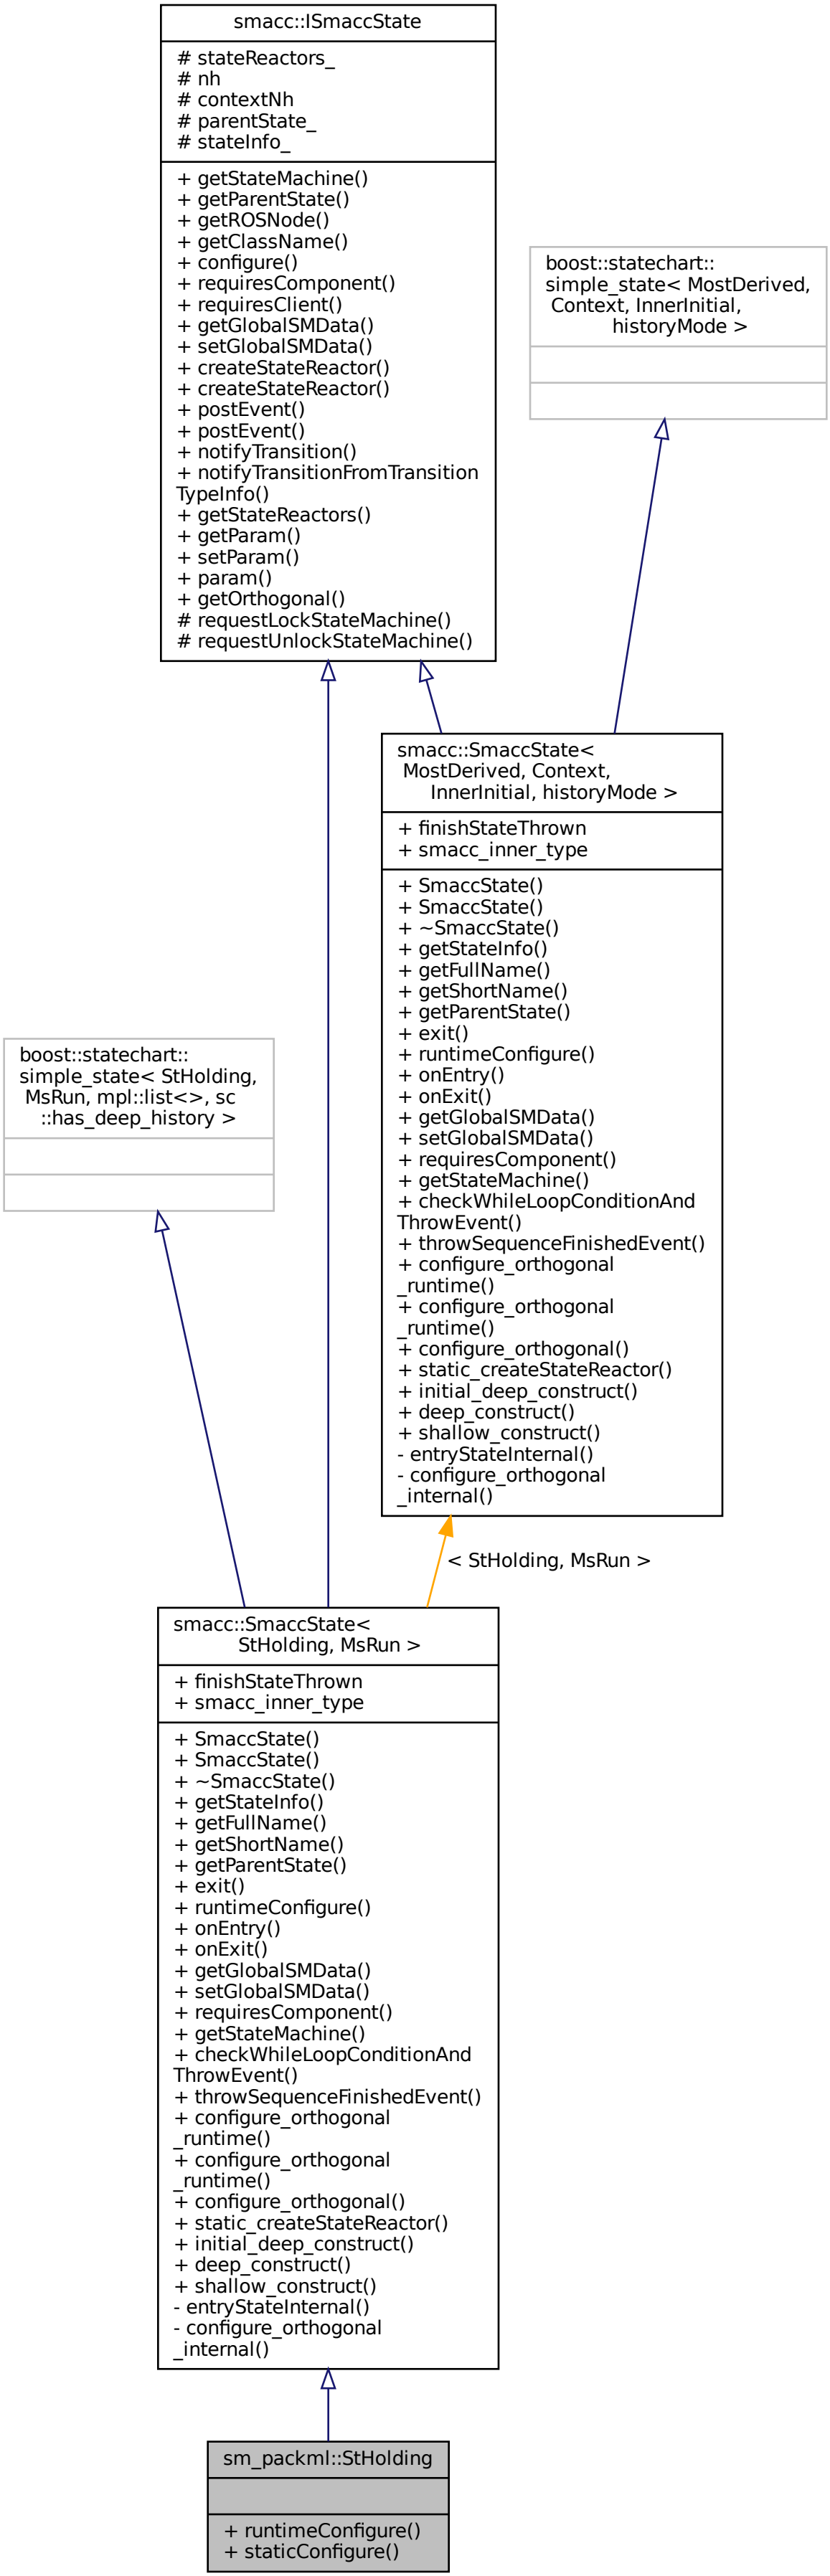 smacc::ISmaccState
# stateReactors_
# nh
# contextNh
# parentState_
# stateInfo_
+ getStateMachine()
+ getParentState()
+ getROSNode()
+ getClassName()
+ configure()
+ requiresComponent()
+ requiresClient()
+ getGlobalSMData()
+ setGlobalSMData()
+ createStateReactor()
+ createStateReactor()
+ postEvent()
+ postEvent()
+ notifyTransition()
+ notifyTransitionFromTransition
TypeInfo()
+ getStateReactors()
+ getParam()
+ setParam()
+ param()
+ getOrthogonal()
# requestLockStateMachine()
# requestUnlockStateMachine()
boost::statechart::
simple_state< MostDerived,
Context, InnerInitial,
historyMode >
smacc::SmaccState<
MostDerived, Context,
InnerInitial, historyMode >
+ finishStateThrown
+ smacc_inner_type
+ SmaccState()
+ SmaccState()
+ ~SmaccState()
+ getStateInfo()
+ getFullName()
+ getShortName()
+ getParentState()
+ exit()
+ runtimeConfigure()
+ onEntry()
+ onExit()
+ getGlobalSMData()
+ setGlobalSMData()
+ requiresComponent()
+ getStateMachine()
+ checkWhileLoopConditionAnd
ThrowEvent()
+ throwSequenceFinishedEvent()
+ configure_orthogonal
_runtime()
+ configure_orthogonal
_runtime()
+ configure_orthogonal()
+ static_createStateReactor()
+ initial_deep_construct()
+ deep_construct()
+ shallow_construct()
- entryStateInternal()
- configure_orthogonal
_internal()
boost::statechart::
simple_state< StHolding,
MsRun, mpl::list<>, sc
::has_deep_history >
< StHolding, MsRun >
smacc::SmaccState<
StHolding, MsRun >
+ finishStateThrown
+ smacc_inner_type
+ SmaccState()
+ SmaccState()
+ ~SmaccState()
+ getStateInfo()
+ getFullName()
+ getShortName()
+ getParentState()
+ exit()
+ runtimeConfigure()
+ onEntry()
+ onExit()
+ getGlobalSMData()
+ setGlobalSMData()
+ requiresComponent()
+ getStateMachine()
+ checkWhileLoopConditionAnd
ThrowEvent()
+ throwSequenceFinishedEvent()
+ configure_orthogonal
_runtime()
+ configure_orthogonal
_runtime()
+ configure_orthogonal()
+ static_createStateReactor()
+ initial_deep_construct()
+ deep_construct()
+ shallow_construct()
- entryStateInternal()
- configure_orthogonal
_internal()
sm_packml::StHolding
+ runtimeConfigure()
+ staticConfigure()